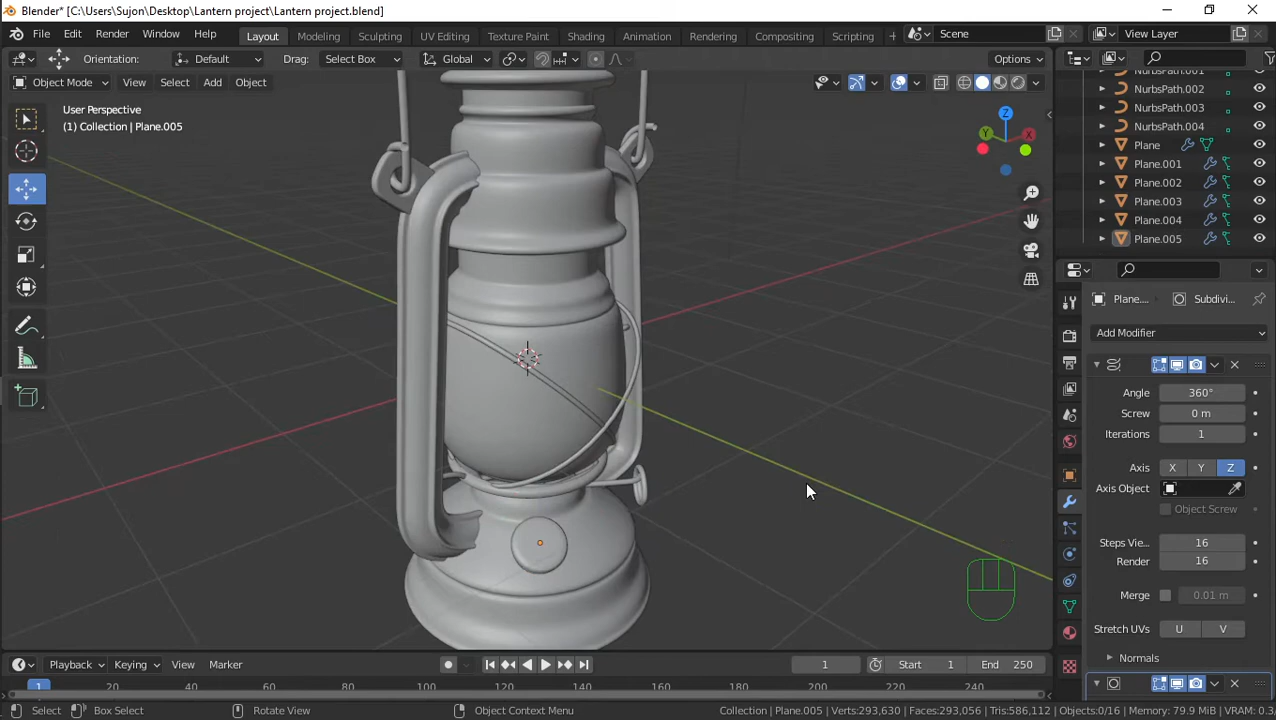 Blender* [C:\Users\Sujon\Desktop\Lantern project\Lantern project.blend]
File Edit Render Window Help Layout Modeling Sculpting UV Editing Texture Paint Shading Animation Rendering Compositing Scripting + Scene View Layer
Orientation: Default Drag: Select Box Global Options
Object Mode View Select Add Object
User Perspective
(1) Collection | Plane.005
Z
Y
X
NurbsPath.001
NurbsPath.002
NurbsPath.003
NurbsPath.004
Plane
Plane.001
Plane.002
Plane.003
Plane.004
Plane.005
Plane.... Subdivi...
Add Modifier
Angle 360°
Screw 0 m
Iterations 1
Axis X Y Z
Axis Object
Object Screw
Steps Vie... 16
Render 16
Merge 0.01 m
Stretch UVs U V
Normals
Playback Keying View Marker 1 Start 1 End 250
1 20 40 60 80 100 120 140 160 180 200 220 240
Select Box Select Rotate View Object Context Menu Collection | Plane.005 | Verts:293,630 | Faces:293,056 | Tris:586,112 | Objects:0/16 | Memory: 79.9 MiB | VRAM: 0.3